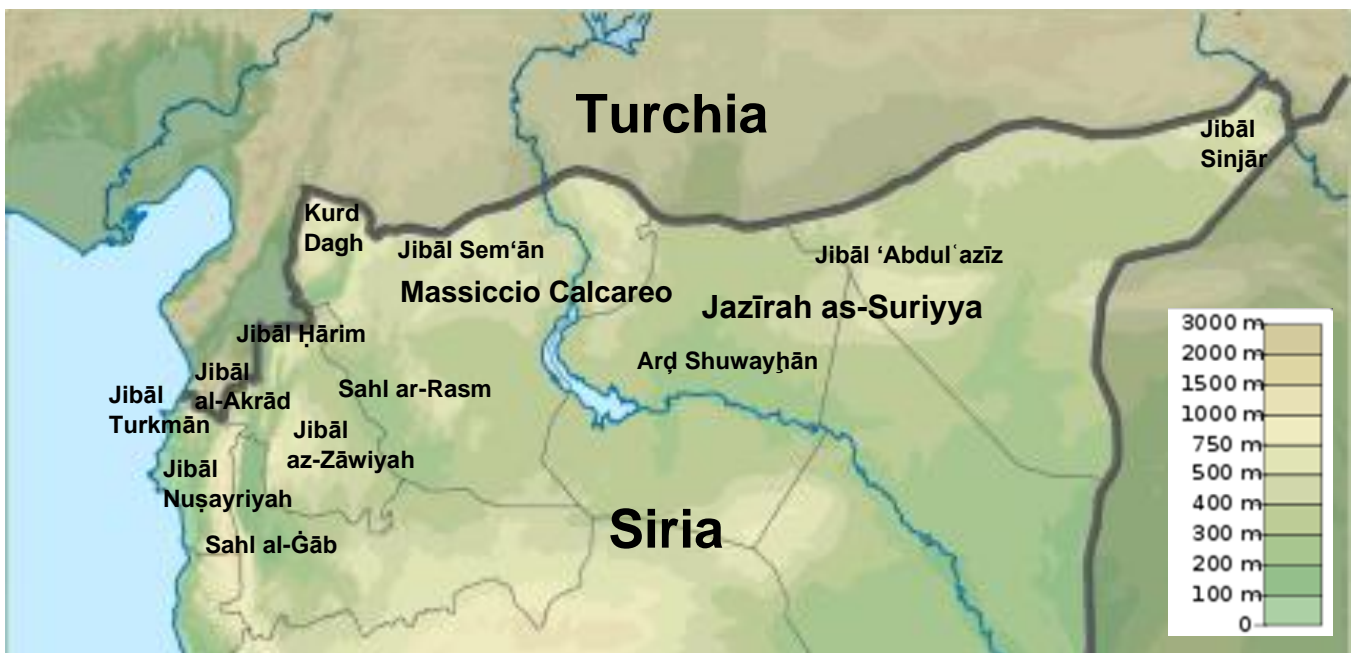 Turchia
Jibāl
Sinjār
Kurd
Dagh
Jibāl Sem‘ān
Jibāl ‘Abdulʿazīz
Massiccio Calcareo
Jazīrah as-Suriyya
Jibāl Ḥārim
Arḍ Shuwayḩān
Jibāl
al-Akrād
Sahl ar-Rasm
Jibāl
Turkmān
Jibāl
az-Zāwiyah
Jibāl
Nuṣayriyah
Siria
Sahl al-Ġāb
3000 m
2000 m
1500 m
1000 m
750 m
500 m
400 m
300 m
200 m
100 m
0